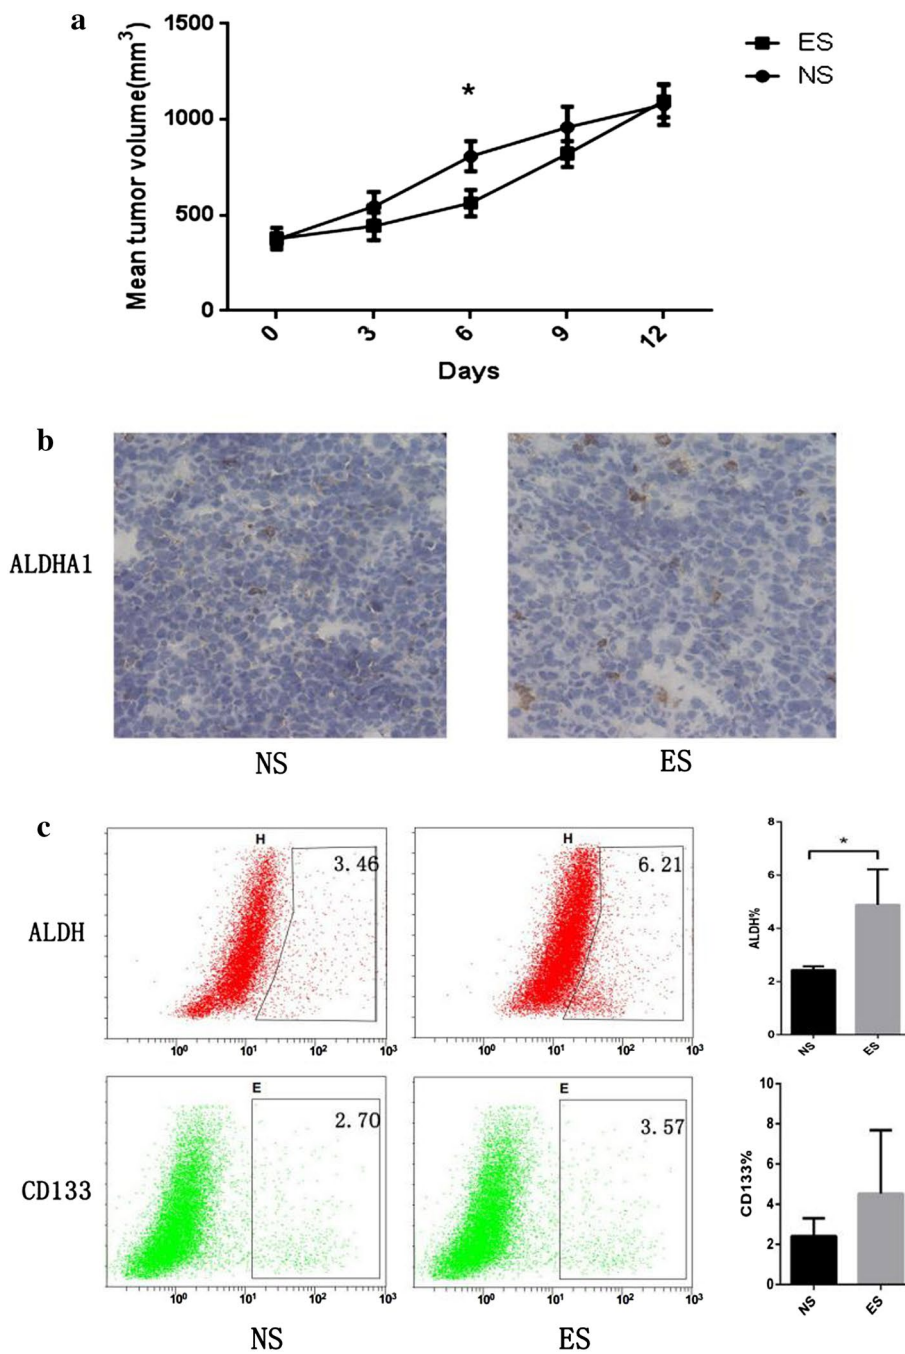 a
Mean tumor volume(mm³)
1500
1000
500
0
*
ES
NS
0 3 6 9 12
Days
b
ALDHA1
NS ES
c
ALDH
H
3.46
10⁰ 10¹ 10² 10³
H
6.21
10⁰ 10¹ 10² 10³
ALDH%
8
6
4
2
0
*
NS ES
CD133
E
2.70
10⁰ 10¹ 10² 10³
E
3.57
10⁰ 10¹ 10² 10³
CD133%
10
8
6
4
2
0
NS ES
NS ES